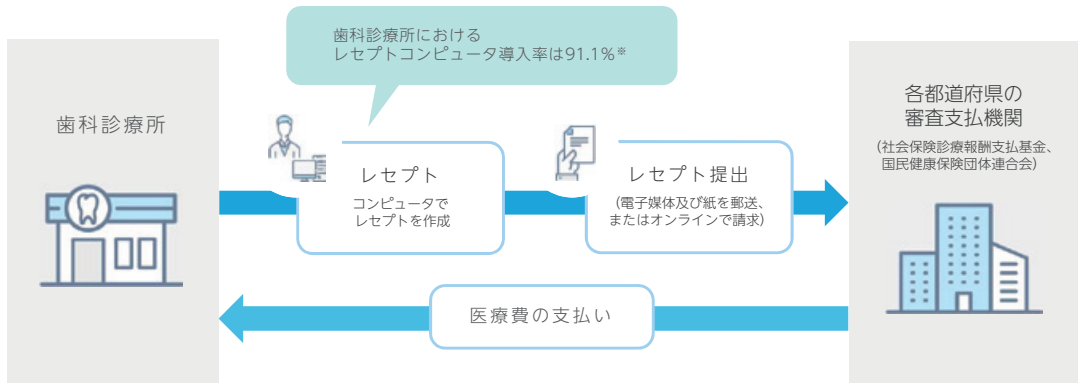 歯科診療所における
レセプトコンピュータ導入率は91.1%※
歯科診療所
レセプト
コンピュータで
レセプトを作成
レセプト提出
（電子媒体及び紙を郵送、
またはオンラインで請求）
各都道府県の
審査支払機関
（社会保険診療報酬支払基金、
国民健康保険団体連合会）
医療費の支払い